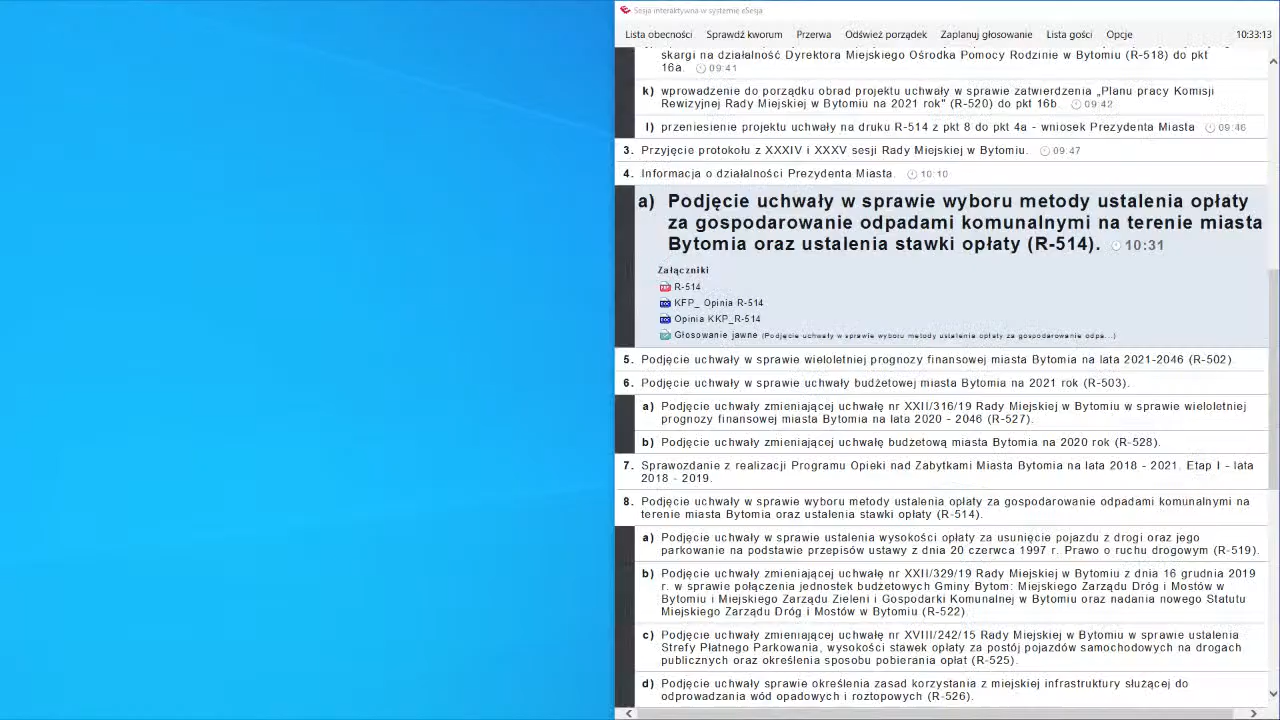 Sesja interaktywna w systemie eSesja
Lista obecności Sprawdź kworum Przerwa Odśwież porządek Zaplanuj głosowanie Lista gości Opcje 10:33:13
skargi na działalność Dyrektora Miejskiego Ośrodka Pomocy Rodzinie w Bytomiu (R-518) do pkt
16a. 09:41
k) wprowadzenie do porządku obrad projektu uchwały w sprawie zatwierdzenia „Planu pracy Komisji
Rewizyjnej Rady Miejskiej w Bytomiu na 2021 rok" (R-520) do pkt 16b 09:42
l) przeniesienie projektu uchwały na druku R-514 z pkt 8 do pkt 4a - wniosek Prezydenta Miasta 09:46
3. Przyjęcie protokołu z XXXIV i XXXV sesji Rady Miejskiej w Bytomiu. 09:47
4. Informacja o działalności Prezydenta Miasta. 10:10
a) Podjęcie uchwały w sprawie wyboru metody ustalenia opłaty
za gospodarowanie odpadami komunalnymi na terenie miasta
Bytomia oraz ustalenia stawki opłaty (R-514). 10:31
Załączniki
R-514
KFP_ Opinia R-514
Opinia KKP_R-514
Głosowanie jawne (Podjęcie uchwały w sprawie wyboru metody ustalenia opłaty za gospodarowanie odpa...)
5. Podjęcie uchwały w sprawie wieloletniej prognozy finansowej miasta Bytomia na lata 2021-2046 (R-502).
6. Podjęcie uchwały w sprawie uchwały budżetowej miasta Bytomia na 2021 rok (R-503).
a) Podjęcie uchwały zmieniającej uchwałę nr XXII/316/19 Rady Miejskiej w Bytomiu w sprawie wieloletniej
prognozy finansowej miasta Bytomia na lata 2020 - 2046 (R-527).
b) Podjęcie uchwały zmieniającej uchwałę budżetową miasta Bytomia na 2020 rok (R-528).
7. Sprawozdanie z realizacji Programu Opieki nad Zabytkami Miasta Bytomia na lata 2018 - 2021. Etap I - lata
2018 - 2019.
8. Podjęcie uchwały w sprawie wyboru metody ustalenia opłaty za gospodarowanie odpadami komunalnymi na
terenie miasta Bytomia oraz ustalenia stawki opłaty (R-514).
a) Podjęcie uchwały w sprawie ustalenia wysokości opłaty za usunięcie pojazdu z drogi oraz jego
parkowanie na podstawie przepisów ustawy z dnia 20 czerwca 1997 r. Prawo o ruchu drogowym (R-519).
b) Podjęcie uchwały zmieniającej uchwałę nr XXII/329/19 Rady Miejskiej w Bytomiu z dnia 16 grudnia 2019
r. w sprawie połączenia jednostek budżetowych Gminy Bytom: Miejskiego Zarządu Dróg i Mostów w
Bytomiu i Miejskiego Zarządu Zieleni i Gospodarki Komunalnej w Bytomiu oraz nadania nowego Statutu
Miejskiego Zarządu Dróg i Mostów w Bytomiu (R-522).
c) Podjęcie uchwały zmieniającej uchwałę nr XVIII/242/15 Rady Miejskiej w Bytomiu w sprawie ustalenia
Strefy Płatnego Parkowania, wysokości stawek opłaty za postój pojazdów samochodowych na drogach
publicznych oraz określenia sposobu pobierania opłat (R-525).
d) Podjęcie uchwały sprawie określenia zasad korzystania z miejskiej infrastruktury służącej do
odprowadzania wód opadowych i roztopowych (R-526).